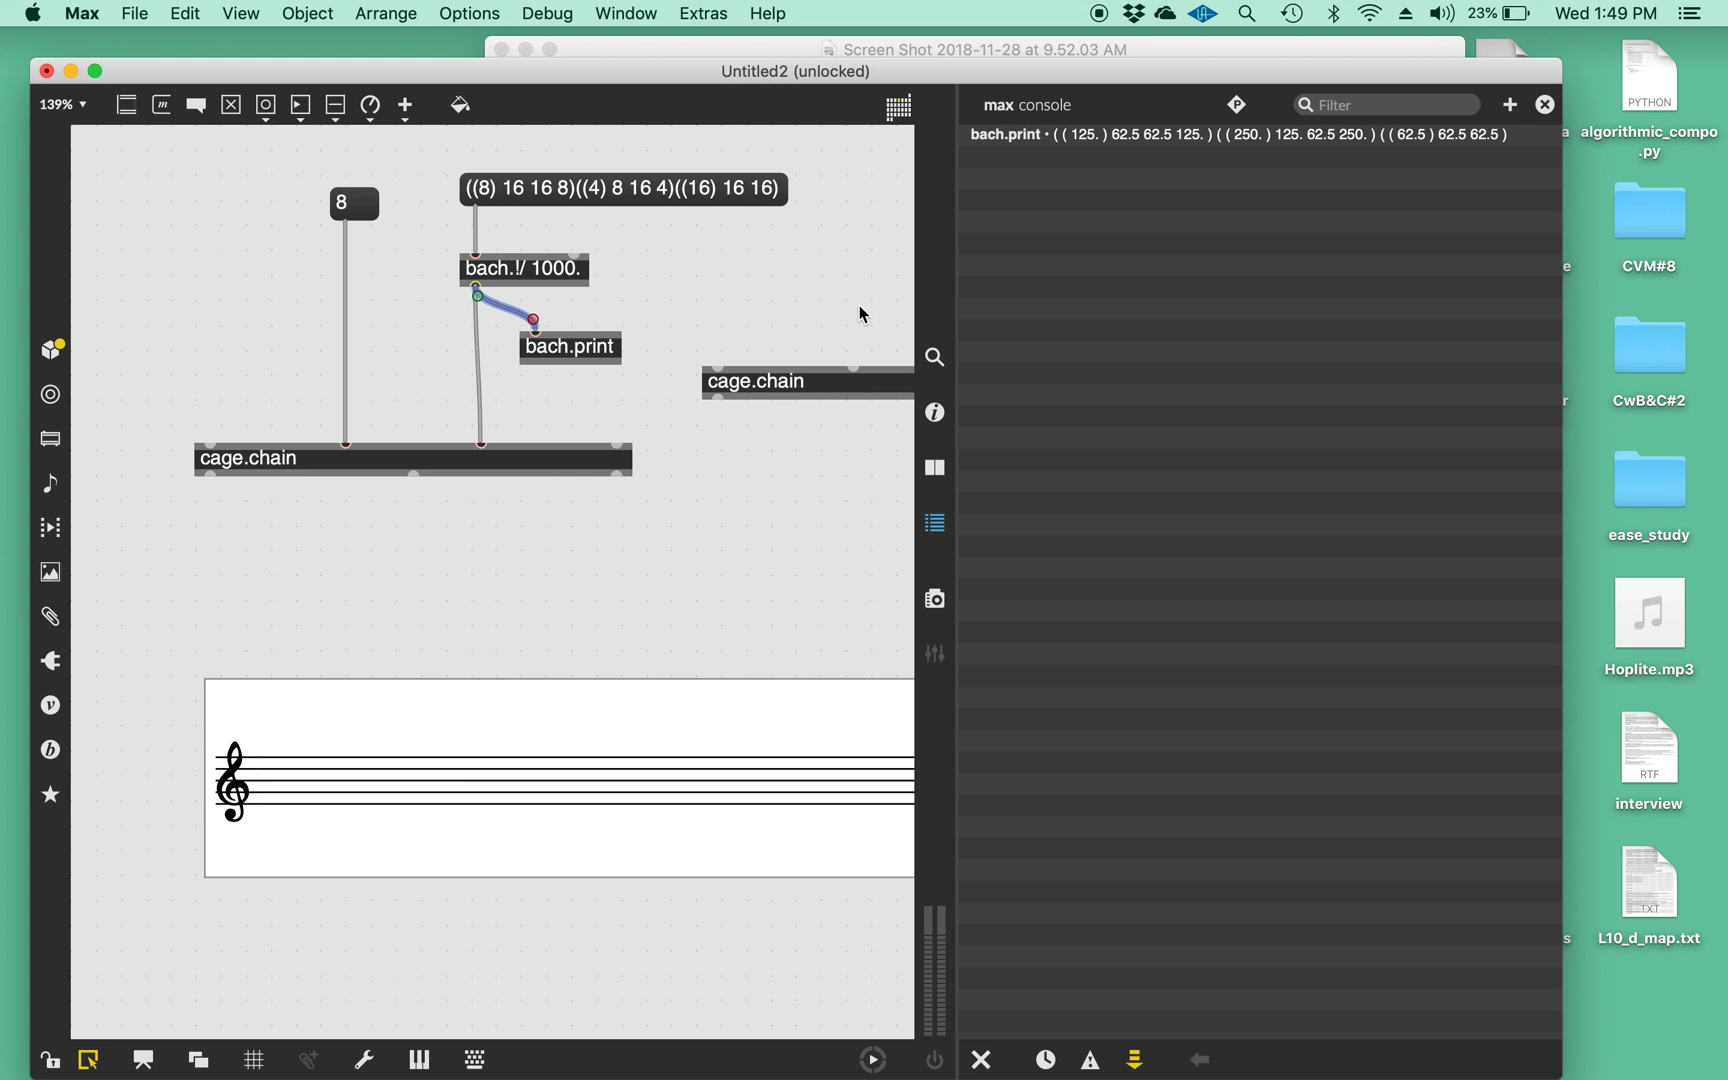 Max File Edit View Object Arrange Options Debug Window Extras Help 23% Wed 1:49 PM
Screen Shot 2018-11-28 at 9.52.03 AM
Untitled2 (unlocked)
139%
max console
Filter
bach.print • ( ( 125. ) 62.5 62.5 125. ) ( ( 250. ) 125. 62.5 250. ) ( ( 62.5 ) 62.5 62.5 )
8
((8) 16 16 8)((4) 8 16 4)((16) 16 16)
bach.!/ 1000.
bach.print
cage.chain
cage.chain
PYTHON
algorithmic_compo
.py
CVM#8
CwB&C#2
ease_study
Hoplite.mp3
RTF
interview
TXT
L10_d_map.txt